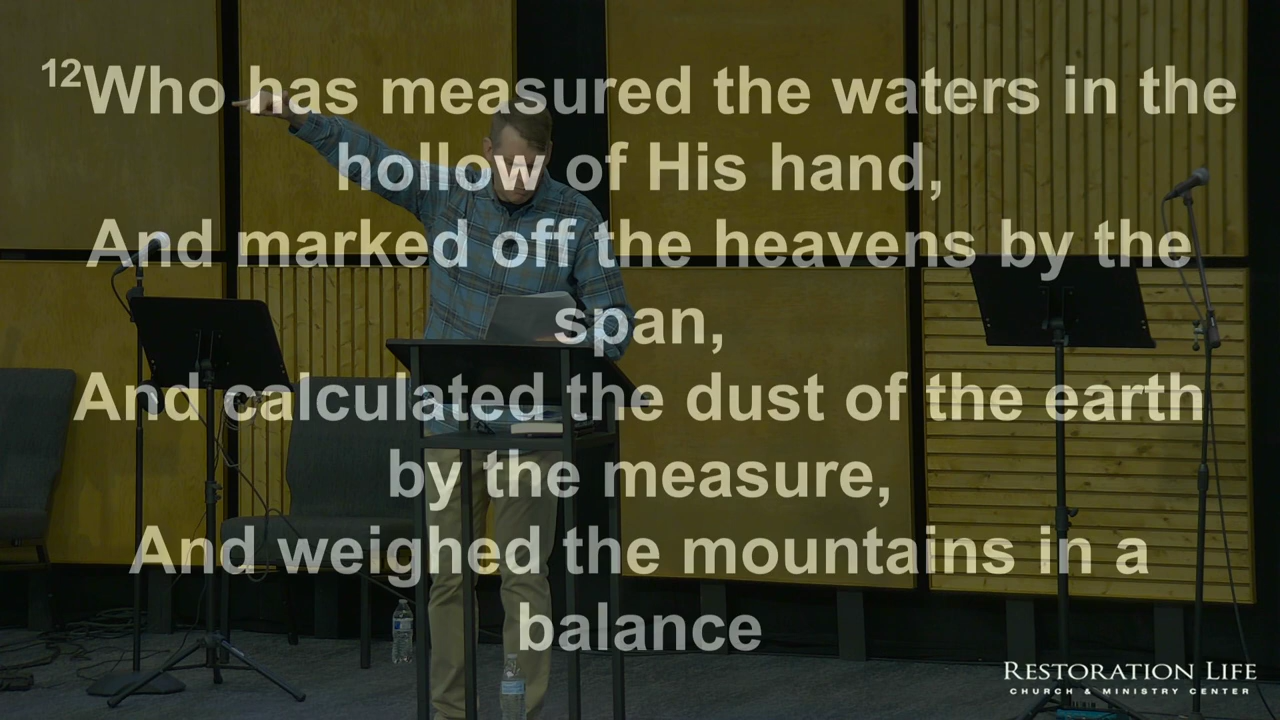 12Who has measured the waters in the
hollow of His hand,
And marked off the heavens by the
span,
And calculated the dust of the earth
by the measure,
And weighed the mountains in a
balance
RESTORATION LIFE
CHURCH & MINISTRY CENTER